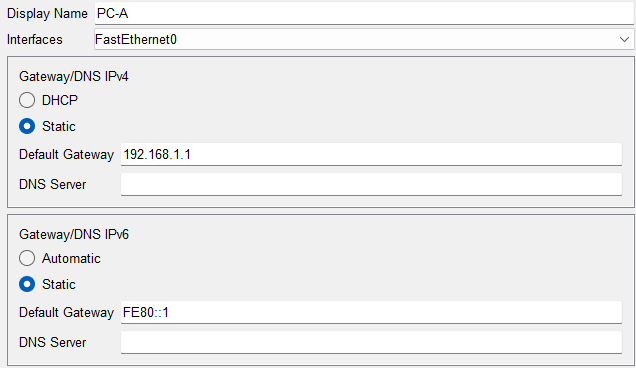 Display Name PC-A
Interfaces FastEthernet0
Gateway/DNS IPv4
DHCP
Static
Default Gateway 192.168.1.1
DNS Server
Gateway/DNS IPv6
Automatic
Static
Default Gateway FE80::1
DNS Server